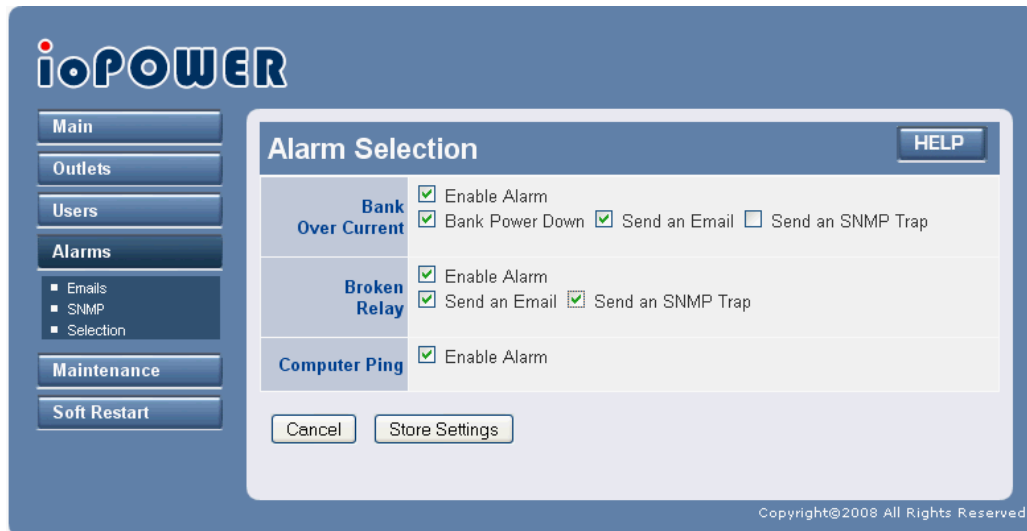 ioPOWER
Main
Outlets
Users
Alarms
Emails
SNMP
Selection
Maintenance
Soft Restart
Alarm Selection
HELP
Bank
Over Current
Enable Alarm
Bank Power Down Send an Email Send an SNMP Trap
Broken
Relay
Enable Alarm
Send an Email Send an SNMP Trap
Computer Ping
Enable Alarm
Cancel Store Settings
Copyright©2008 All Rights Reserved